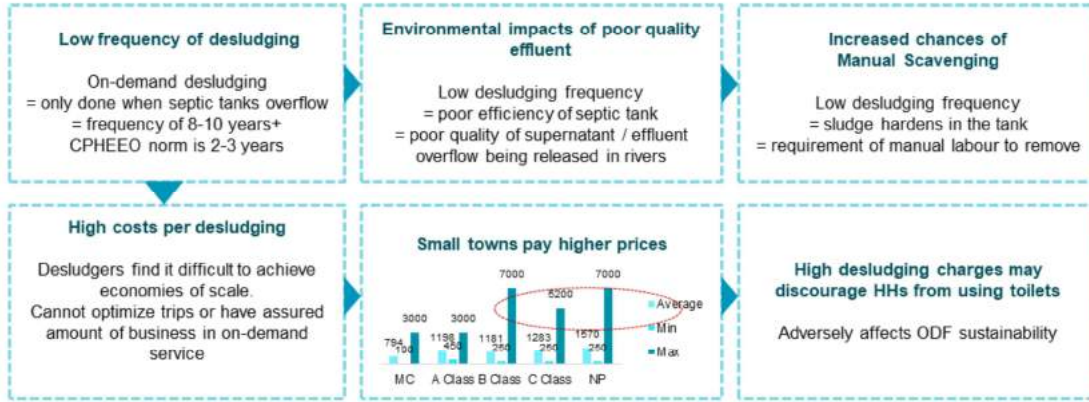 Low frequency of desludging
On-demand desludging
= only done when septic tanks overflow
= frequency of 8-10 years+
CPHEEO norm is 2-3 years
Environmental impacts of poor quality
effluent
Low desludging frequency
= poor efficiency of septic tank
= poor quality of supernatant / effluent
overflow being released in rivers
Increased chances of
Manual Scavenging
Low desludging frequency
= sludge hardens in the tank
= requirement of manual labour to remove
High costs per desludging
Desludgers find it difficult to achieve
economies of scale.
Cannot optimize trips or have assured
amount of business in on-demand
service
Small towns pay higher prices
7000 7000
5200
Average
Min
Max
3000 3000
794 1198 1181 1283 1570
100 450 250 250 250
MC A Class B Class C Class NP
High desludging charges may
discourage HHs from using toilets
Adversely affects ODF sustainability